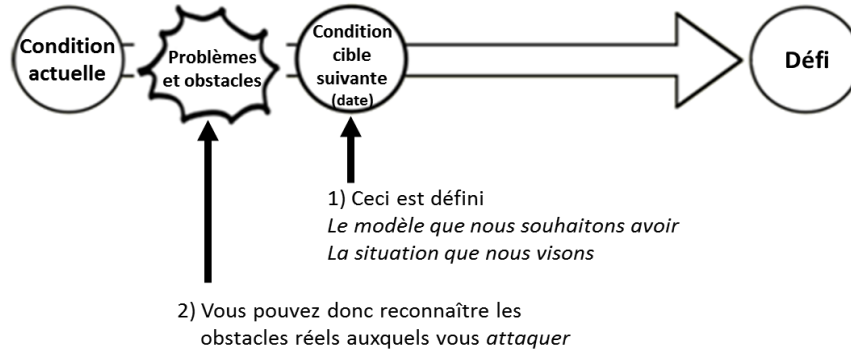 Condition
actuelle
Problèmes
et obstacles
Condition
cible
suivante
(date)
Défi
1) Ceci est défini
Le modèle que nous souhaitons avoir
La situation que nous visons
2) Vous pouvez donc reconnaître les
obstacles réels auxquels vous attaquer